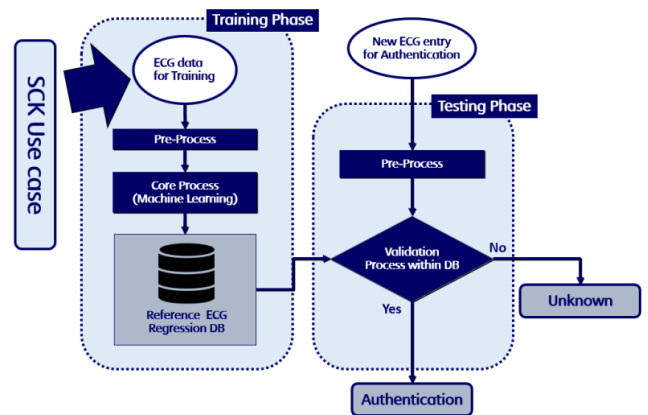 SCK Use case
Training Phase
ECG data
for Training
Pre-Process
Core Process
(Machine Learning)
Reference ECG
Regression DB
New ECG entry
for Authentication
Testing Phase
Pre-Process
Validation
Process within DB
No
Yes
Unknown
Authentication